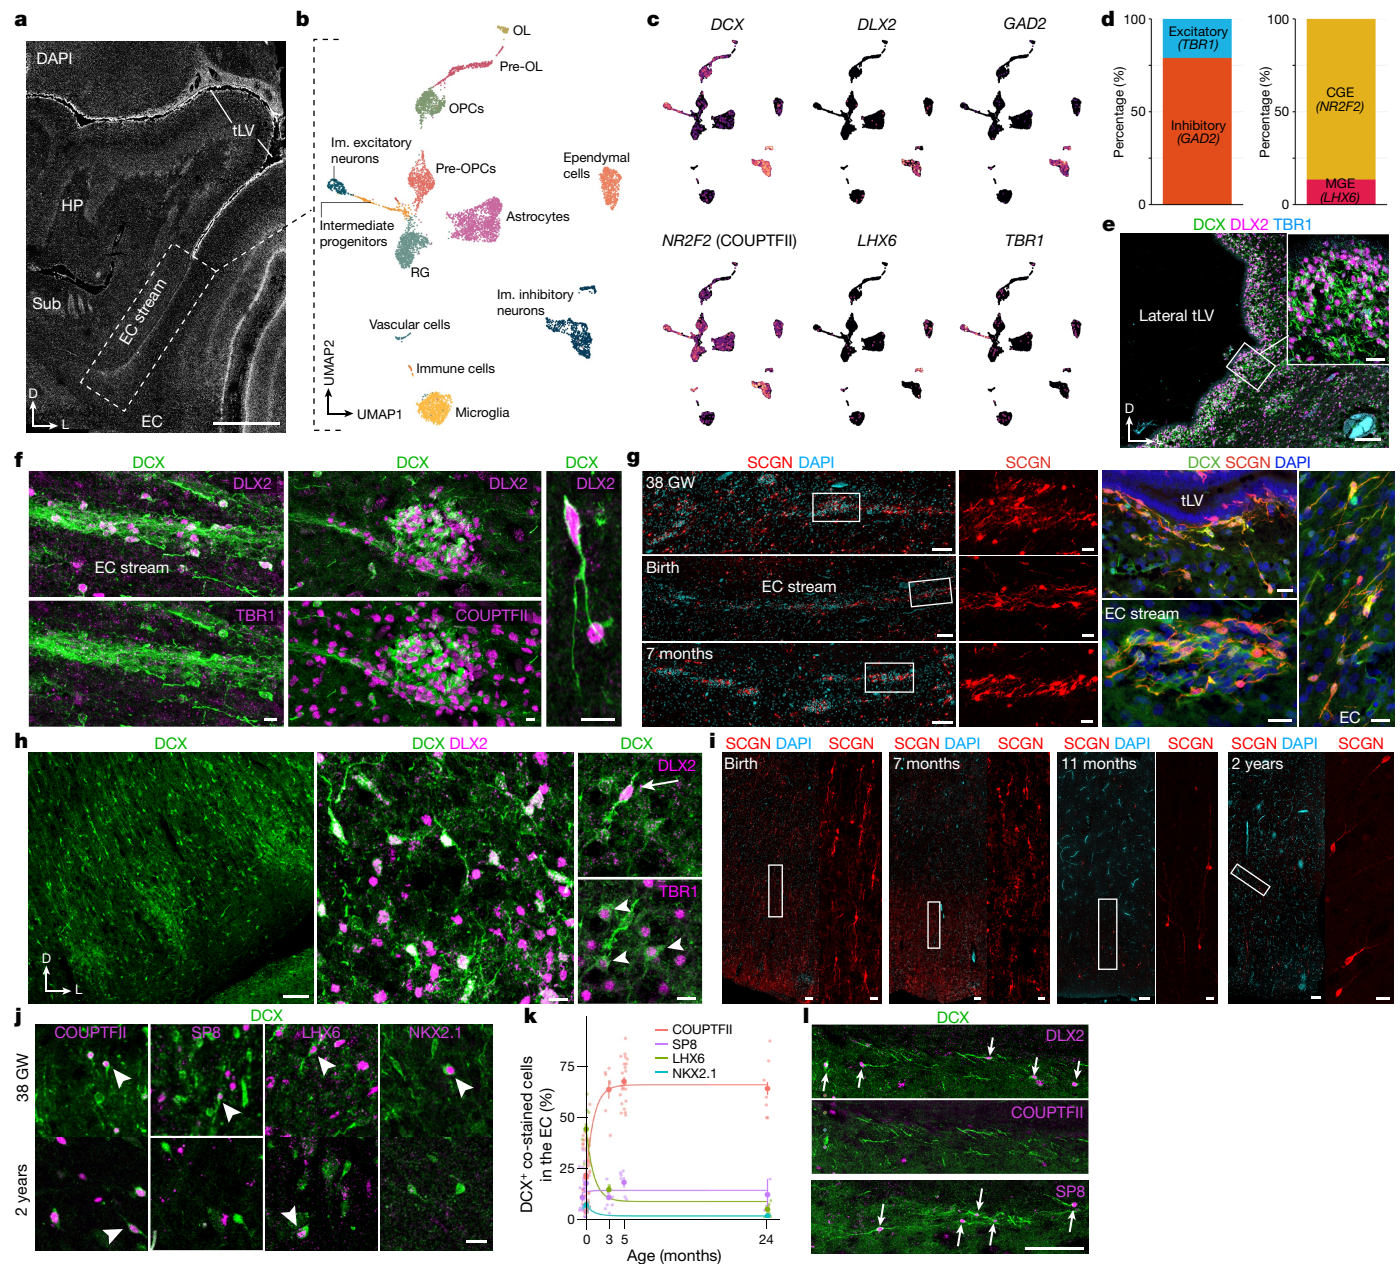 a
DAPI
tLV
HP
Sub
EC stream
EC
D
L
b
OL
Pre-OL
OPCs
Im. excitatory
neurons
Pre-OPCs
Ependymal
cells
Intermediate
progenitors
Astrocytes
RG
Im. inhibitory
neurons
Vascular cells
Immune cells
Microglia
UMAP2
UMAP1
c
DCX
DLX2
GAD2
NR2F2 (COUPTFII)
LHX6
TBR1
d
100
50
0
Percentage (%)
Excitatory
(TBR1)
Inhibitory
(GAD2)
100
50
0
Percentage (%)
CGE
(NR2F2)
MGE
(LHX6)
e
DCX DLX2 TBR1
Lateral tLV
D
L
f
DCX
DLX2
EC stream
TBR1
DCX
DLX2
COUPTFII
DCX
DLX2
g
SCGN DAPI
SCGN
38 GW
Birth
EC stream
7 months
DCX SCGN DAPI
tLV
EC stream
EC
h
DCX
D
L
DCX DLX2
DCX
DLX2
TBR1
i
SCGN DAPI SCGN
Birth
SCGN DAPI SCGN
7 months
SCGN DAPI SCGN
11 months
SCGN DAPI SCGN
2 years
j
DCX
COUPTFII
SP8
LHX6
NKX2.1
38 GW
2 years
k
COUPTFII
SP8
LHX6
NKX2.1
75
50
25
0
DCX⁺ co-stained cells
in the EC (%)
0
3
5
24
Age (months)
l
DCX
DLX2
COUPTFII
SP8